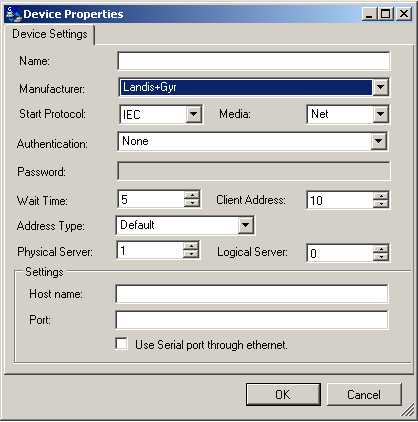 Device Properties
Device Settings
Name:
Manufacturer: Landis+Gyr
Start Protocol: IEC Media: Net
Authentication: None
Password:
Wait Time: 5 Client Address: 10
Address Type: Default
Physical Server: 1 Logical Server: 0
Settings
Host name:
Port:
Use Serial port through ethernet.
OK Cancel